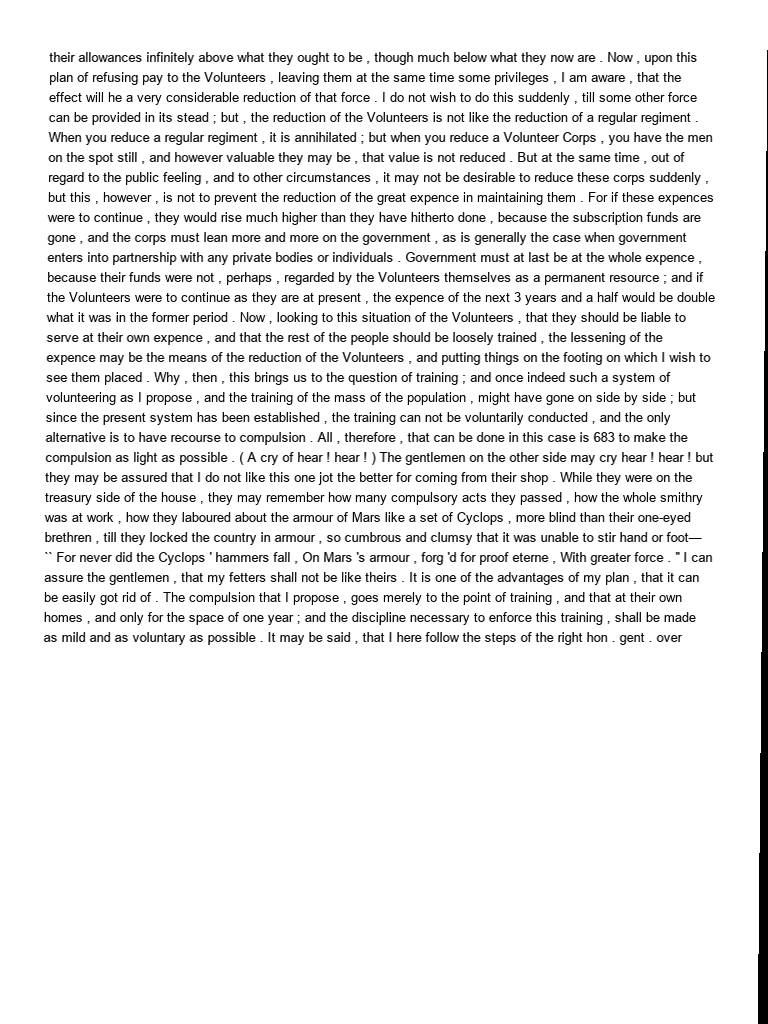 their allowances infinitely above what they ought to be , though much below what they now are . Now , upon this
plan of refusing pay to the Volunteers , leaving them at the same time some privileges , I am aware , that the
effect will he a very considerable reduction of that force . I do not wish to do this suddenly , till some other force
can be provided in its stead ; but , the reduction of the Volunteers is not like the reduction of a regular regiment .
When you reduce a regular regiment , it is annihilated ; but when you reduce a Volunteer Corps , you have the men
on the spot still , and however valuable they may be , that value is not reduced . But at the same time , out of
regard to the public feeling , and to other circumstances , it may not be desirable to reduce these corps suddenly ,
but this , however , is not to prevent the reduction of the great expence in maintaining them . For if these expences
were to continue , they would rise much higher than they have hitherto done , because the subscription funds are
gone , and the corps must lean more and more on the government , as is generally the case when government
enters into partnership with any private bodies or individuals . Government must at last be at the whole expence ,
because their funds were not , perhaps , regarded by the Volunteers themselves as a permanent resource ; and if
the Volunteers were to continue as they are at present , the expence of the next 3 years and a half would be double
what it was in the former period . Now , looking to this situation of the Volunteers , that they should be liable to
serve at their own expence , and that the rest of the people should be loosely trained , the lessening of the
expence may be the means of the reduction of the Volunteers , and putting things on the footing on which I wish to
see them placed . Why , then , this brings us to the question of training ; and once indeed such a system of
volunteering as I propose , and the training of the mass of the population , might have gone on side by side ; but
since the present system has been established , the training can not be voluntarily conducted , and the only
alternative is to have recourse to compulsion . All , therefore , that can be done in this case is 683 to make the
compulsion as light as possible . ( A cry of hear ! hear ! ) The gentlemen on the other side may cry hear ! hear ! but
they may be assured that I do not like this one jot the better for coming from their shop . While they were on the
treasury side of the house , they may remember how many compulsory acts they passed , how the whole smithry
was at work , how they laboured about the armour of Mars like a set of Cyclops , more blind than their one-eyed
brethren , till they locked the country in armour , so cumbrous and clumsy that it was unable to stir hand or foot—
`` For never did the Cyclops ' hammers fall , On Mars 's armour , forg 'd for proof eterne , With greater force . " I can
assure the gentlemen , that my fetters shall not be like theirs . It is one of the advantages of my plan , that it can
be easily got rid of . The compulsion that I propose , goes merely to the point of training , and that at their own
homes , and only for the space of one year ; and the discipline necessary to enforce this training , shall be made
as mild and as voluntary as possible . It may be said , that I here follow the steps of the right hon . gent . over